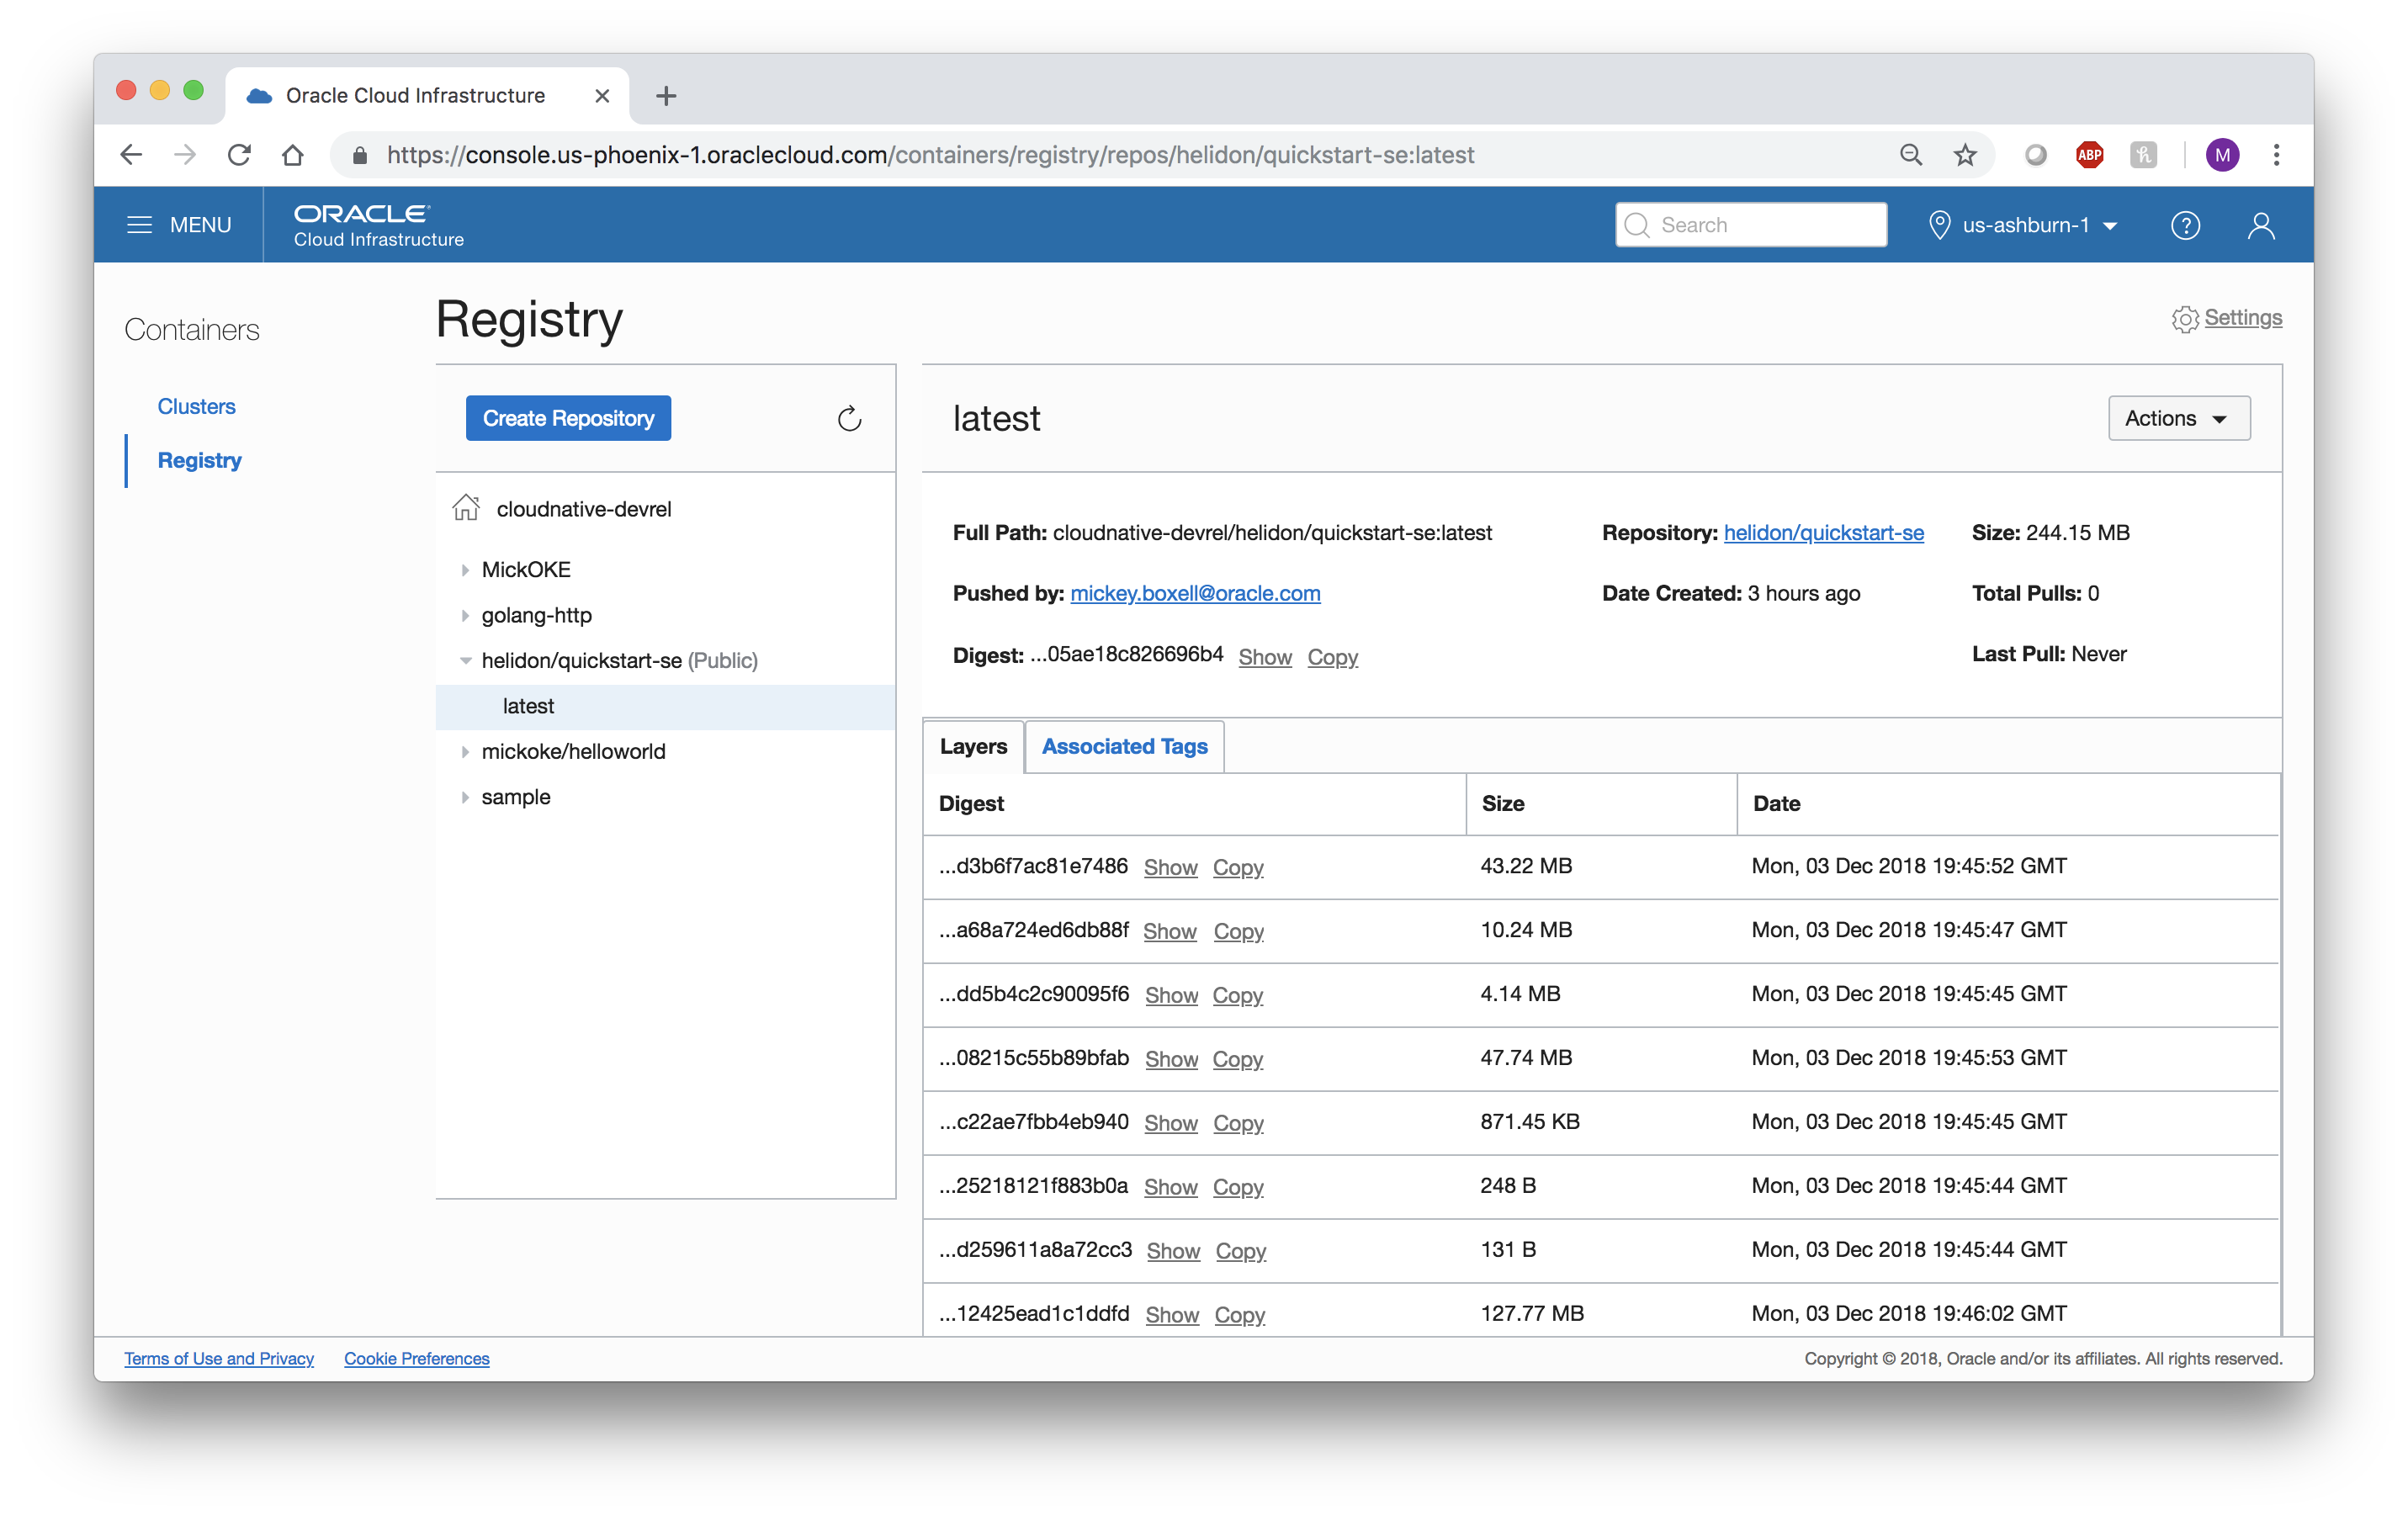 Oracle Cloud Infrastructure
https://console.us-phoenix-1.oraclecloud.com/containers/registry/repos/helidon/quickstart-se:latest
ABP
h
M
MENU
ORACLE
Cloud Infrastructure
Search
us-ashburn-1
?
Containers
Clusters
Registry
Registry
Settings
Create Repository
cloudnative-devrel
MickOKE
golang-http
helidon/quickstart-se (Public)
latest
mickoke/helloworld
sample
latest
Actions
Full Path: cloudnative-devrel/helidon/quickstart-se:latest
Repository: helidon/quickstart-se
Size: 244.15 MB
Pushed by: mickey.boxell@oracle.com
Date Created: 3 hours ago
Total Pulls: 0
Digest: ...05ae18c826696b4 Show Copy
Last Pull: Never
Layers Associated Tags
Digest Size Date
...d3b6f7ac81e7486 Show Copy 43.22 MB Mon, 03 Dec 2018 19:45:52 GMT
...a68a724ed6db88f Show Copy 10.24 MB Mon, 03 Dec 2018 19:45:47 GMT
...dd5b4c2c90095f6 Show Copy 4.14 MB Mon, 03 Dec 2018 19:45:45 GMT
...08215c55b89bfab Show Copy 47.74 MB Mon, 03 Dec 2018 19:45:53 GMT
...c22ae7fbb4eb940 Show Copy 871.45 KB Mon, 03 Dec 2018 19:45:45 GMT
...25218121f883b0a Show Copy 248 B Mon, 03 Dec 2018 19:45:44 GMT
...d259611a8a72cc3 Show Copy 131 B Mon, 03 Dec 2018 19:45:44 GMT
...12425ead1c1ddfd Show Copy 127.77 MB Mon, 03 Dec 2018 19:46:02 GMT
Terms of Use and Privacy Cookie Preferences
Copyright © 2018, Oracle and/or its affiliates. All rights reserved.